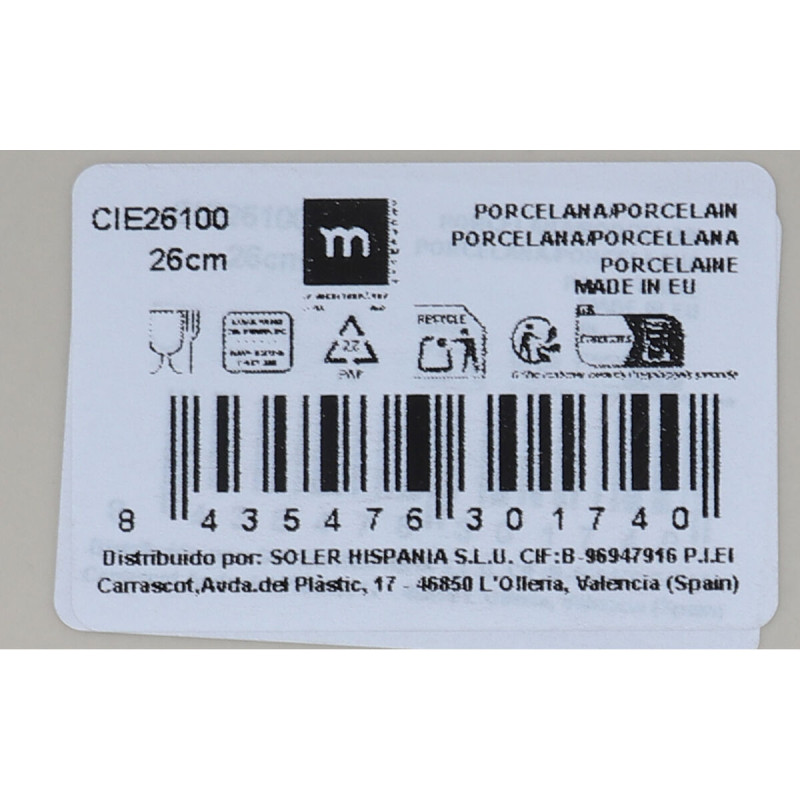 CIE26100
26cm
m
PORCELANA/PORCELAIN
PORCELANA/PORCELLANA
PORCELAINE
MADE IN EU
22
PAP
RECYCLE
8 435476 301740
Distribuido por: SOLER HISPANIA S.L.U. CIF:B-96947916 P.I.El
Carrascot,Avda.del Plàstic, 17 - 46850 L'Olleria, Valencia (Spain)